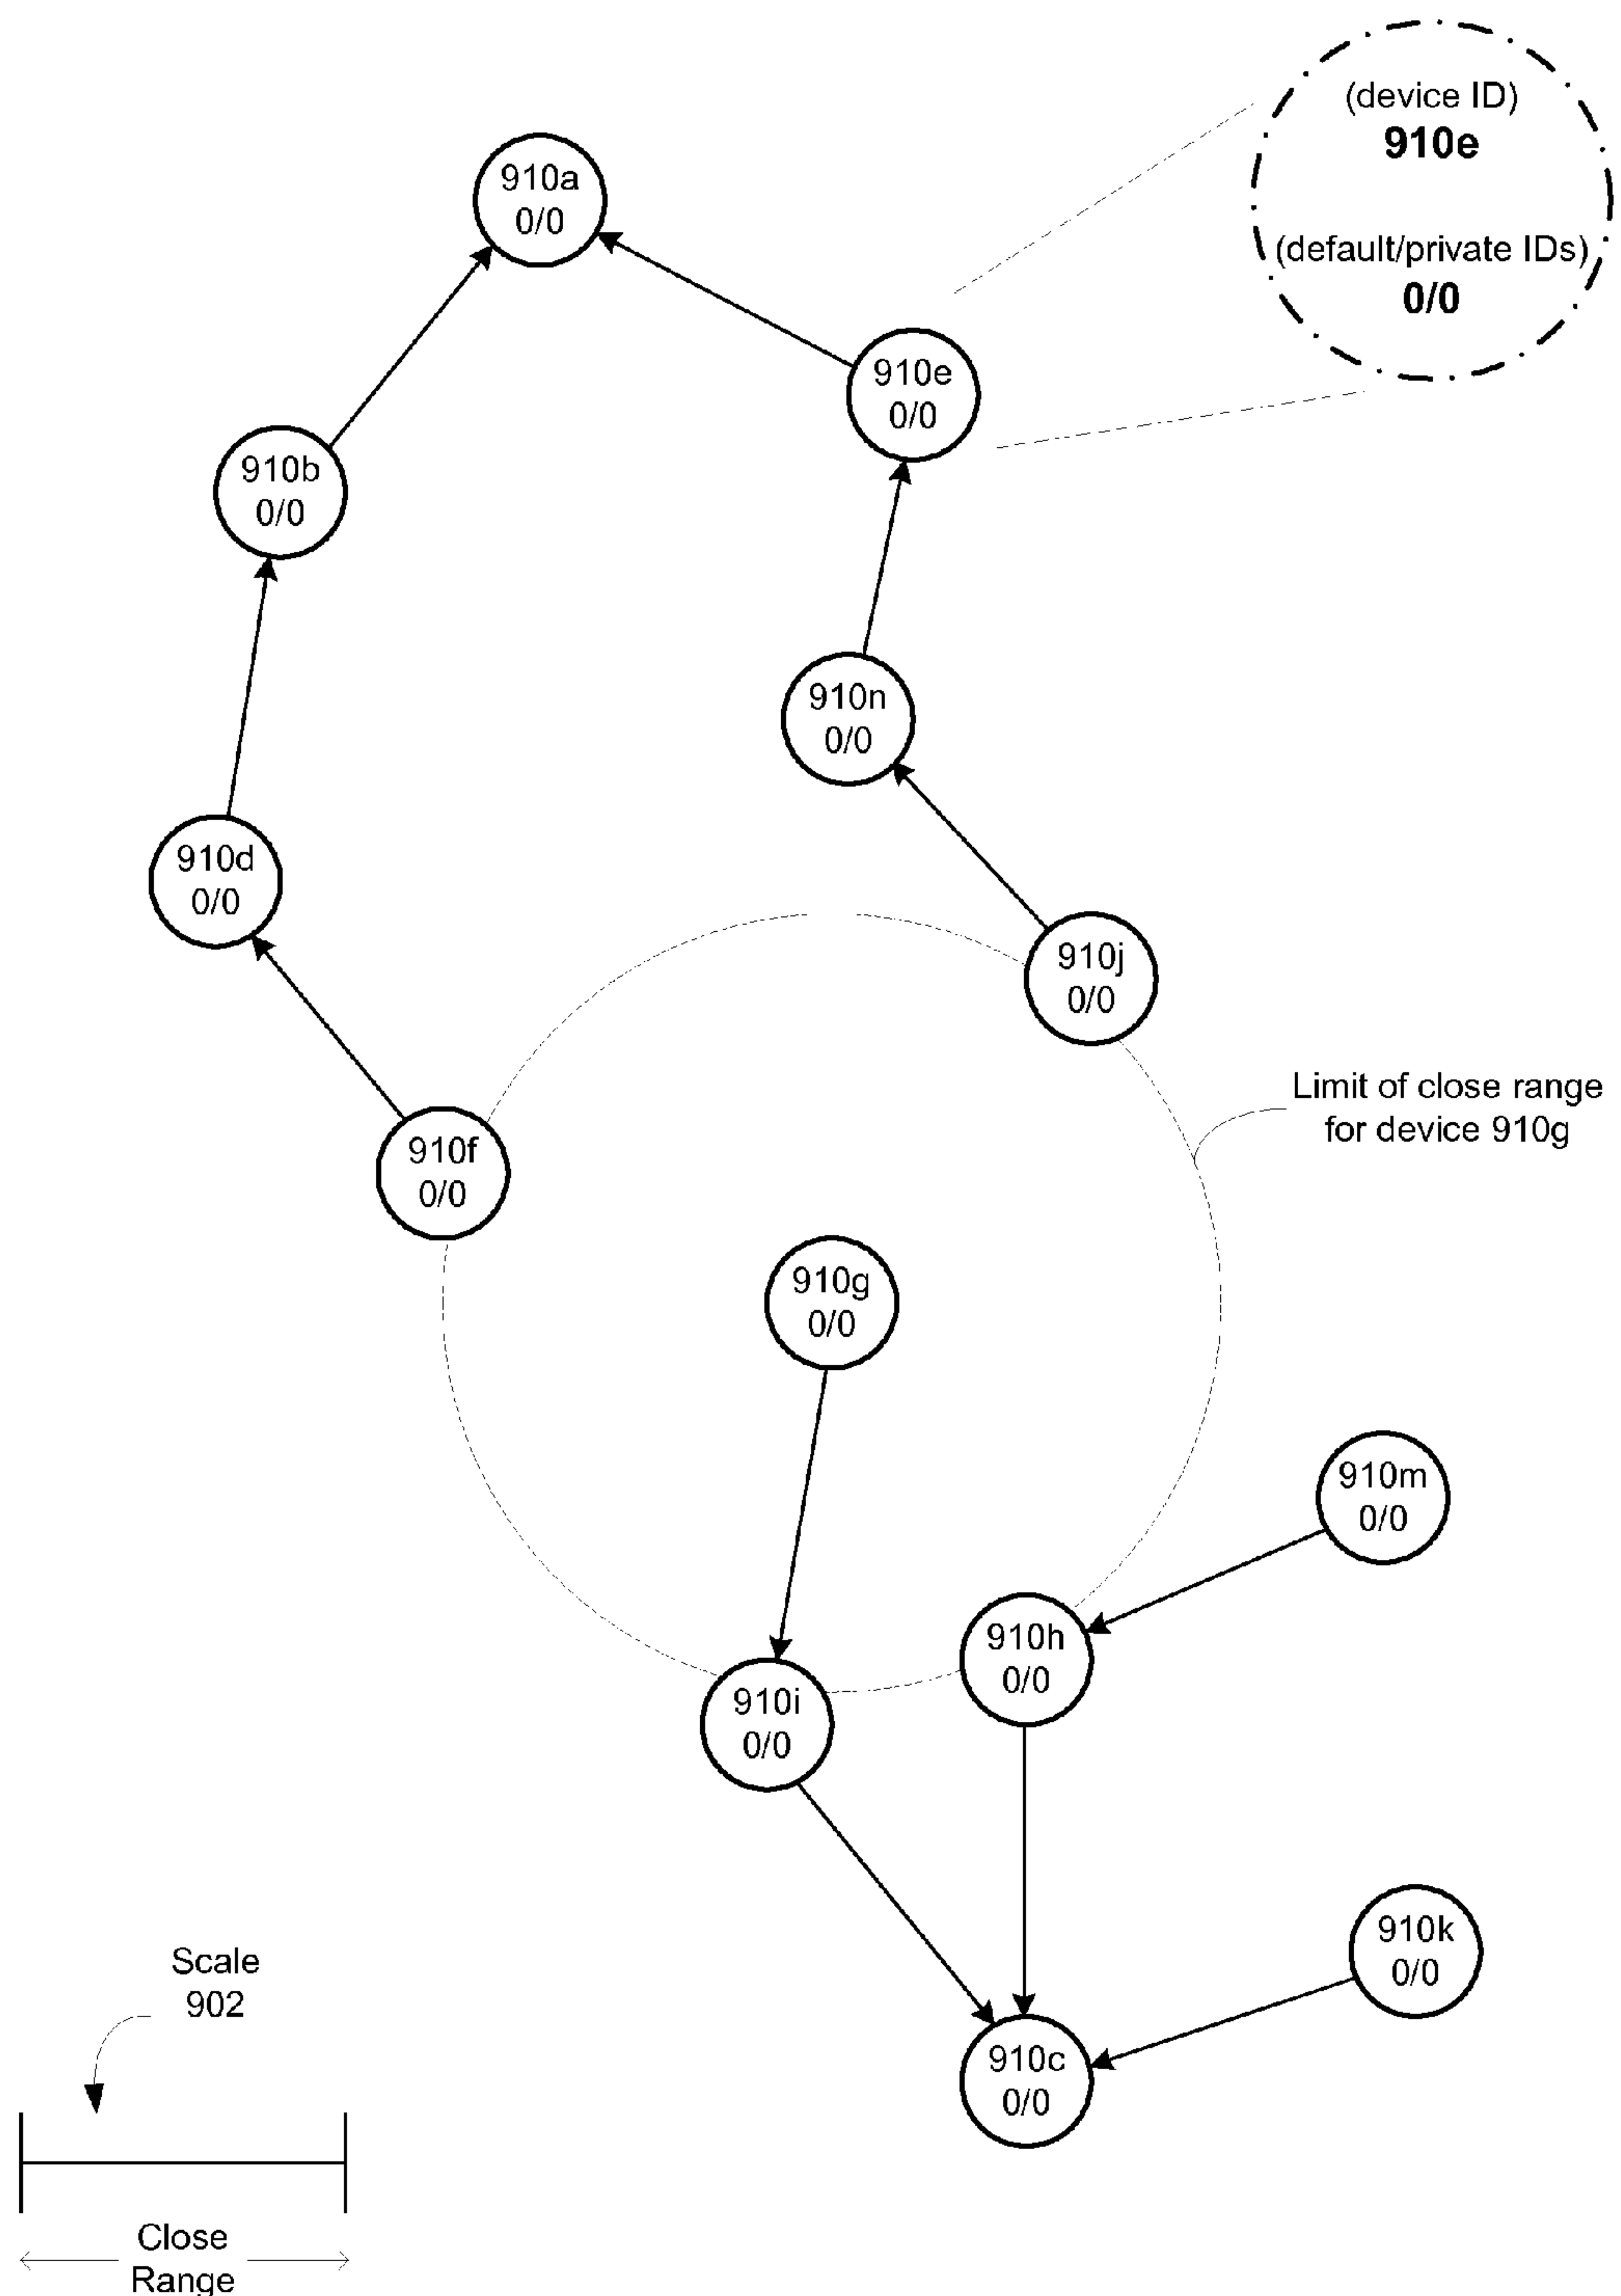 (device ID)
910e
(default/private IDs)
0/0
910a
0/0
910e
0/0
910b
0/0
910n
0/0
910d
0/0
910j
0/0
Limit of close range
for device 910g
910f
0/0
910g
0/0
910m
0/0
910h
0/0
910i
0/0
910k
0/0
Scale
902
910c
0/0
Close
Range